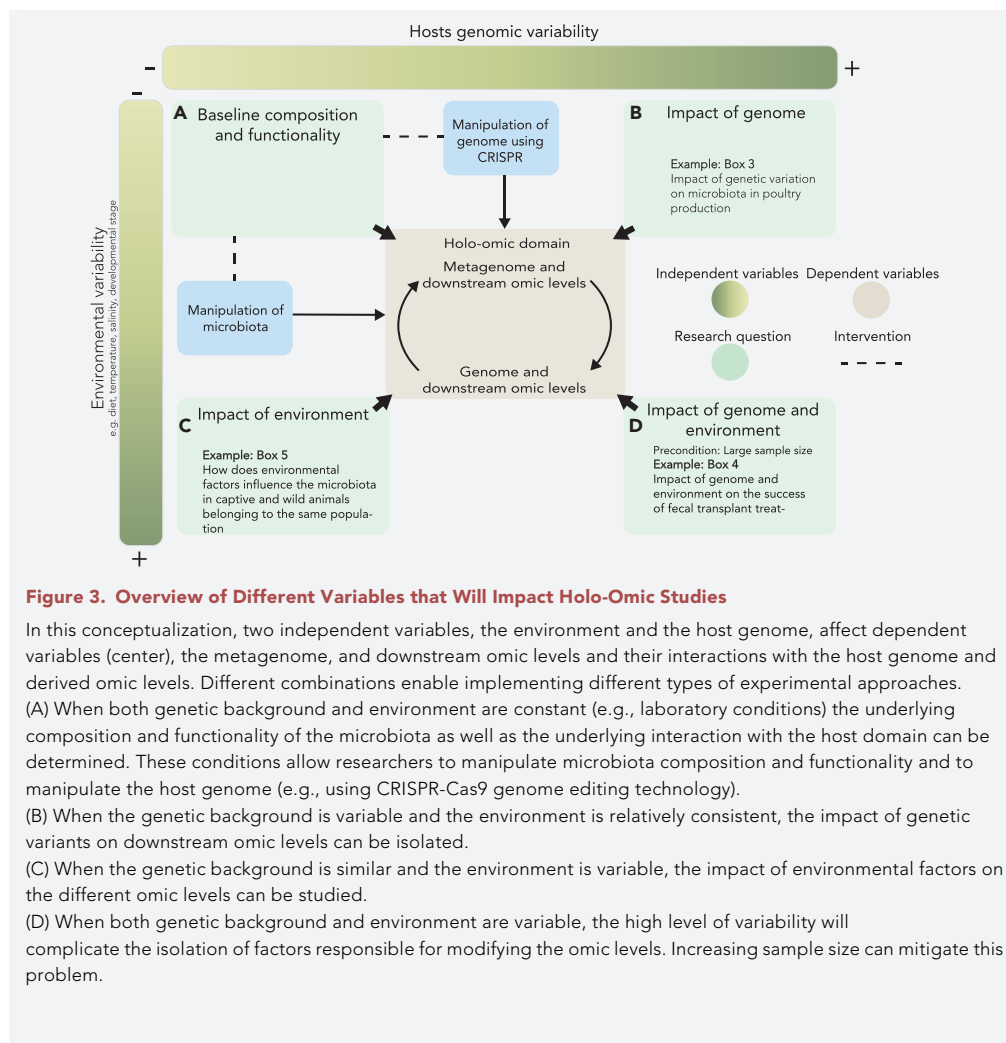 Hosts genomic variability
-
+
-
A Baseline composition
and functionality
Manipulation of
genome using
CRISPR
B Impact of genome
Example: Box 3
Impact of genetic variation
on microbiota in poultry
production
Environmental variability
e.g. diet, temperature, salinity, developmental stage
Holo-omic domain
Metagenome and
downstream omic levels
Manipulation of
microbiota
Genome and
downstream omic levels
Independent variables
Dependent variables
Research question
Intervention
C Impact of environment
Example: Box 5
How does environmental
factors influence the microbiota
in captive and wild animals
belonging to the same popula-
tion
D Impact of genome and
environment
Precondition: Large sample size
Example: Box 4
Impact of genome and
environment on the success
of fecal transplant treat-
+
Figure 3. Overview of Different Variables that Will Impact Holo-Omic Studies
In this conceptualization, two independent variables, the environment and the host genome, affect dependent
variables (center), the metagenome, and downstream omic levels and their interactions with the host genome and
derived omic levels. Different combinations enable implementing different types of experimental approaches.
(A) When both genetic background and environment are constant (e.g., laboratory conditions) the underlying
composition and functionality of the microbiota as well as the underlying interaction with the host domain can be
determined. These conditions allow researchers to manipulate microbiota composition and functionality and to
manipulate the host genome (e.g., using CRISPR-Cas9 genome editing technology).
(B) When the genetic background is variable and the environment is relatively consistent, the impact of genetic
variants on downstream omic levels can be isolated.
(C) When the genetic background is similar and the environment is variable, the impact of environmental factors on
the different omic levels can be studied.
(D) When both genetic background and environment are variable, the high level of variability will
complicate the isolation of factors responsible for modifying the omic levels. Increasing sample size can mitigate this
problem.